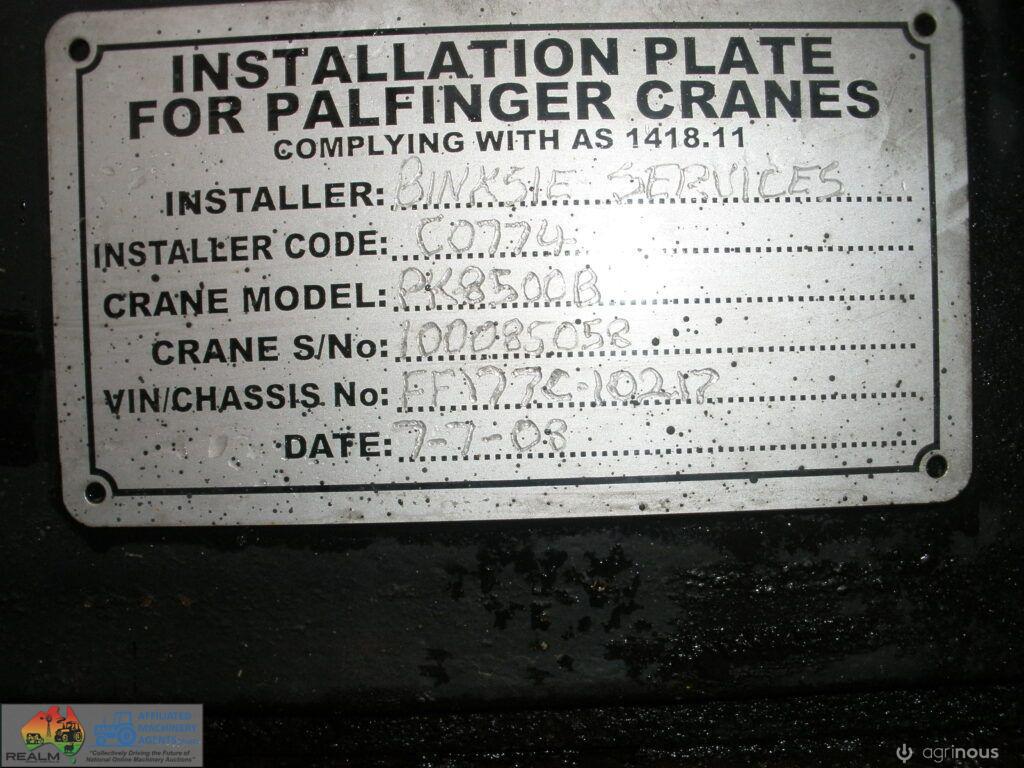 INSTALLATION PLATE
FOR PALFINGER CRANES
COMPLYING WITH AS 1418.11
INSTALLER: BINKSIE SERVICES
INSTALLER CODE: C0774
CRANE MODEL: PK8500B
CRANE S/No: 100085058
VIN/CHASSIS No: FF177C-10217
DATE: 7-7-08
REALM
AFFILIATED
MACHINERY
AGENTS
"Collectively Driving the Future of
National Online Machinery Auctions"
agrinous